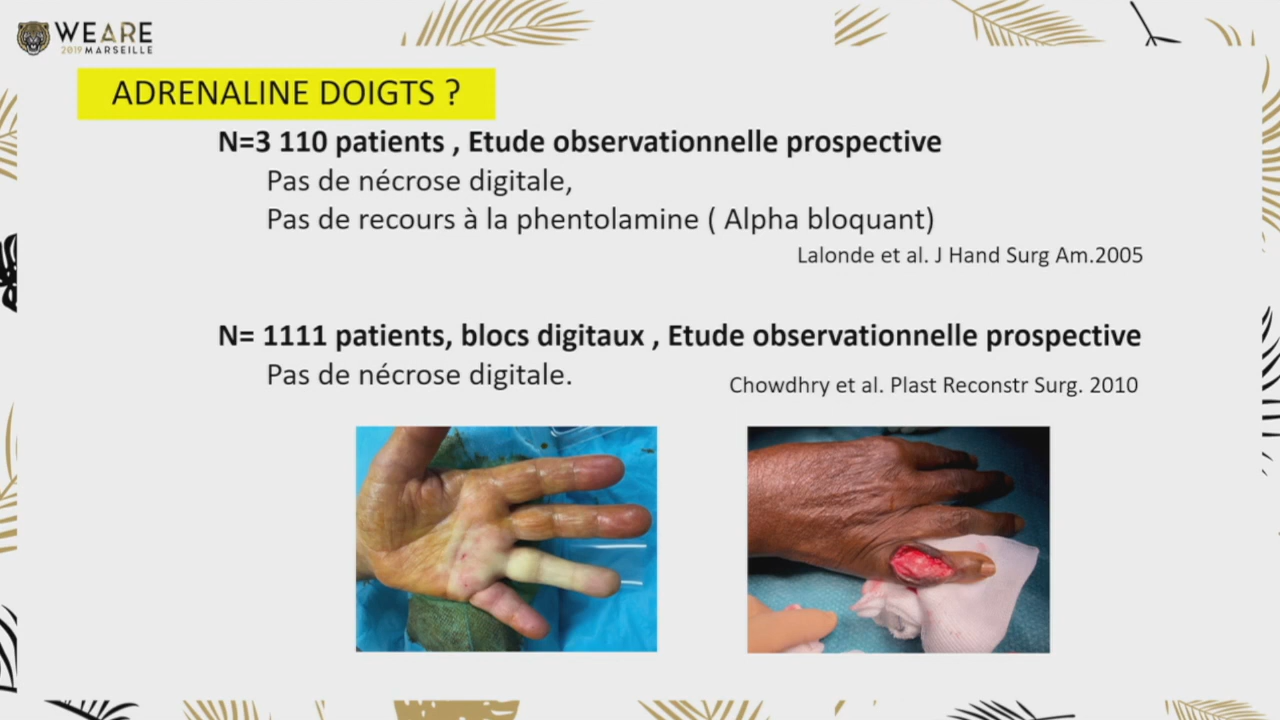 WEARE
2019 MARSEILLE
ADRENALINE DOIGTS ?
N=3 110 patients , Etude observationnelle prospective
Pas de nécrose digitale,
Pas de recours à la phentolamine ( Alpha bloquant)
Lalonde et al. J Hand Surg Am.2005
N= 1111 patients, blocs digitaux , Etude observationnelle prospective
Pas de nécrose digitale.
Chowdhry et al. Plast Reconstr Surg. 2010